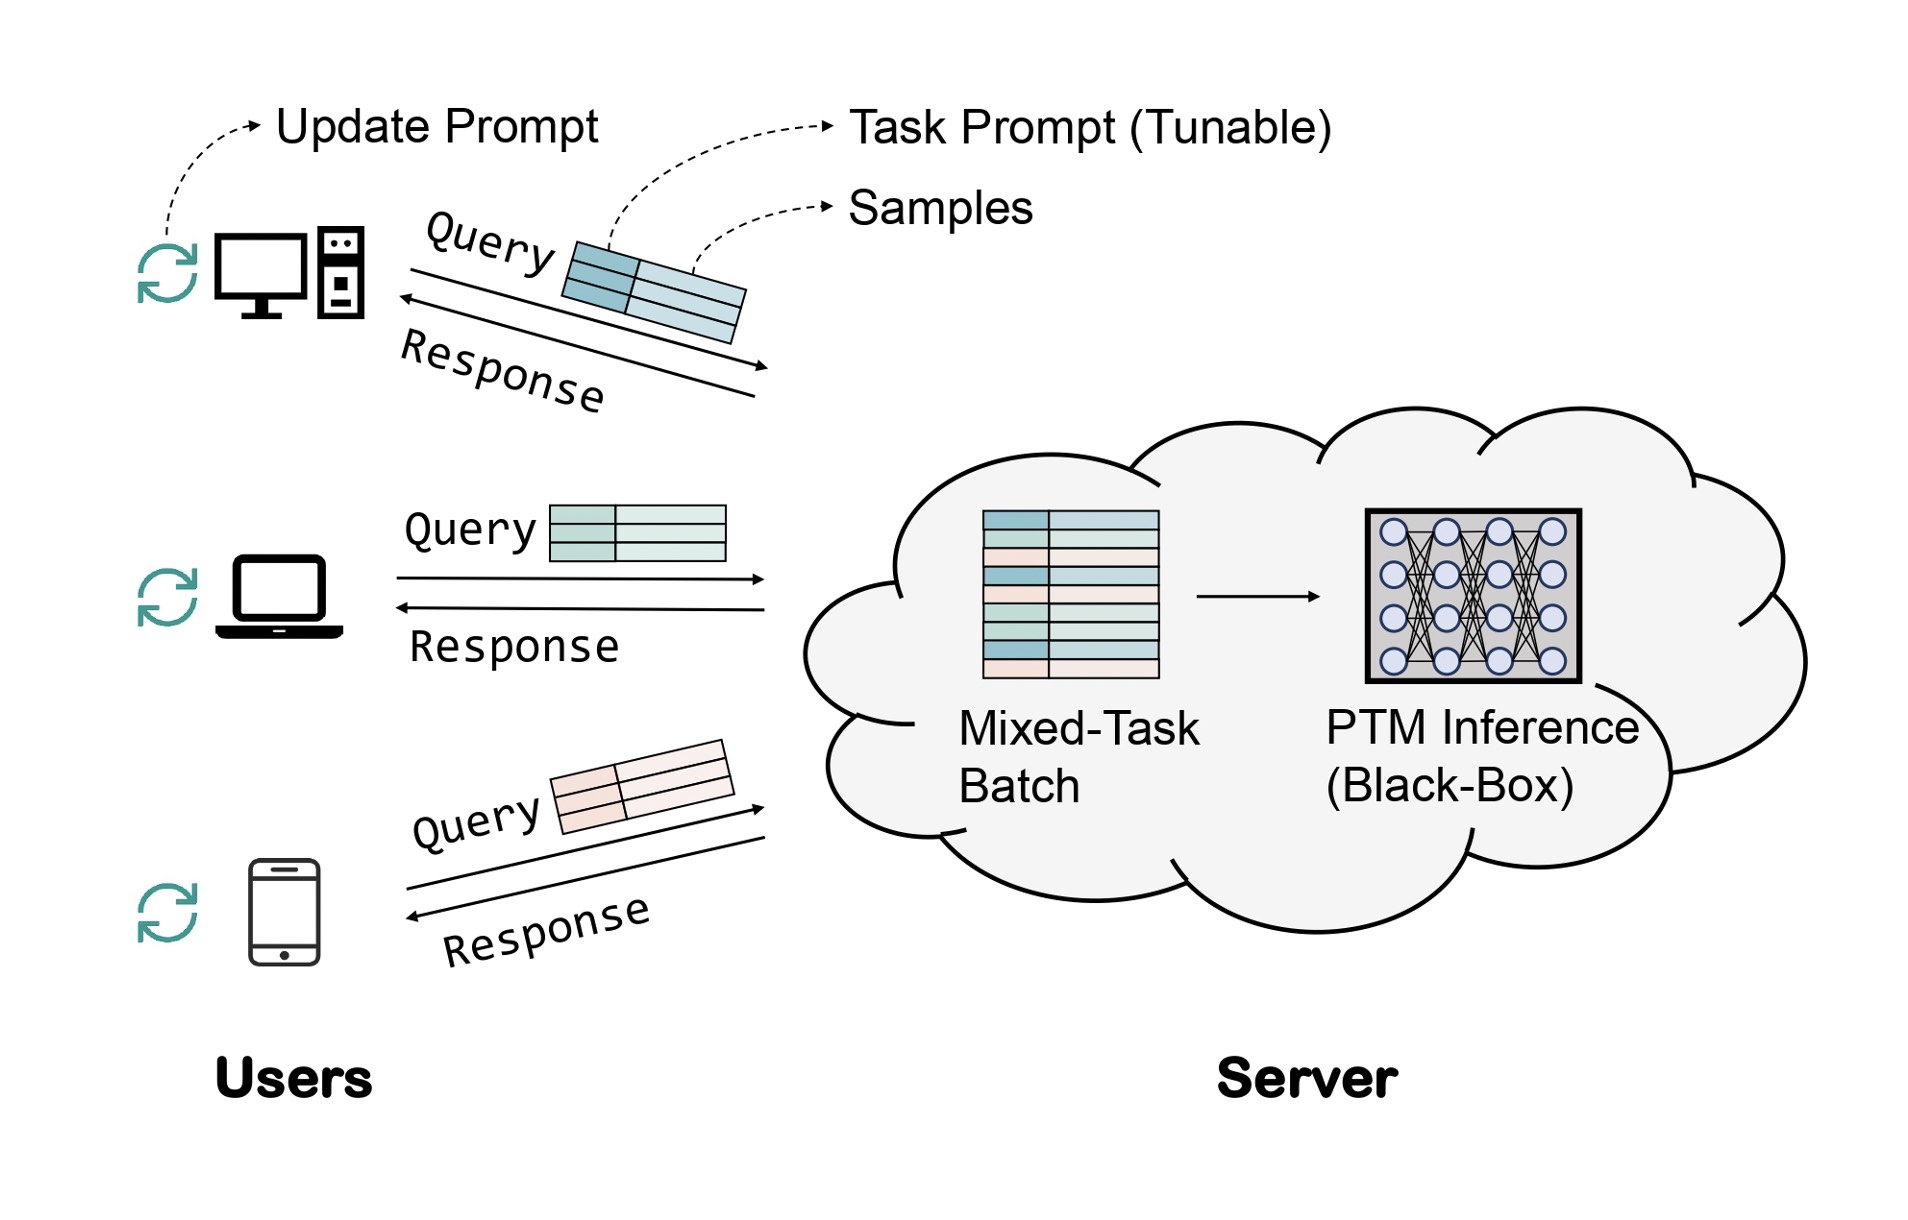 Update Prompt
Task Prompt (Tunable)
Samples
Query
Response
Query
Response
Mixed-Task
Batch
PTM Inference
(Black-Box)
Query
Response
Users
Server